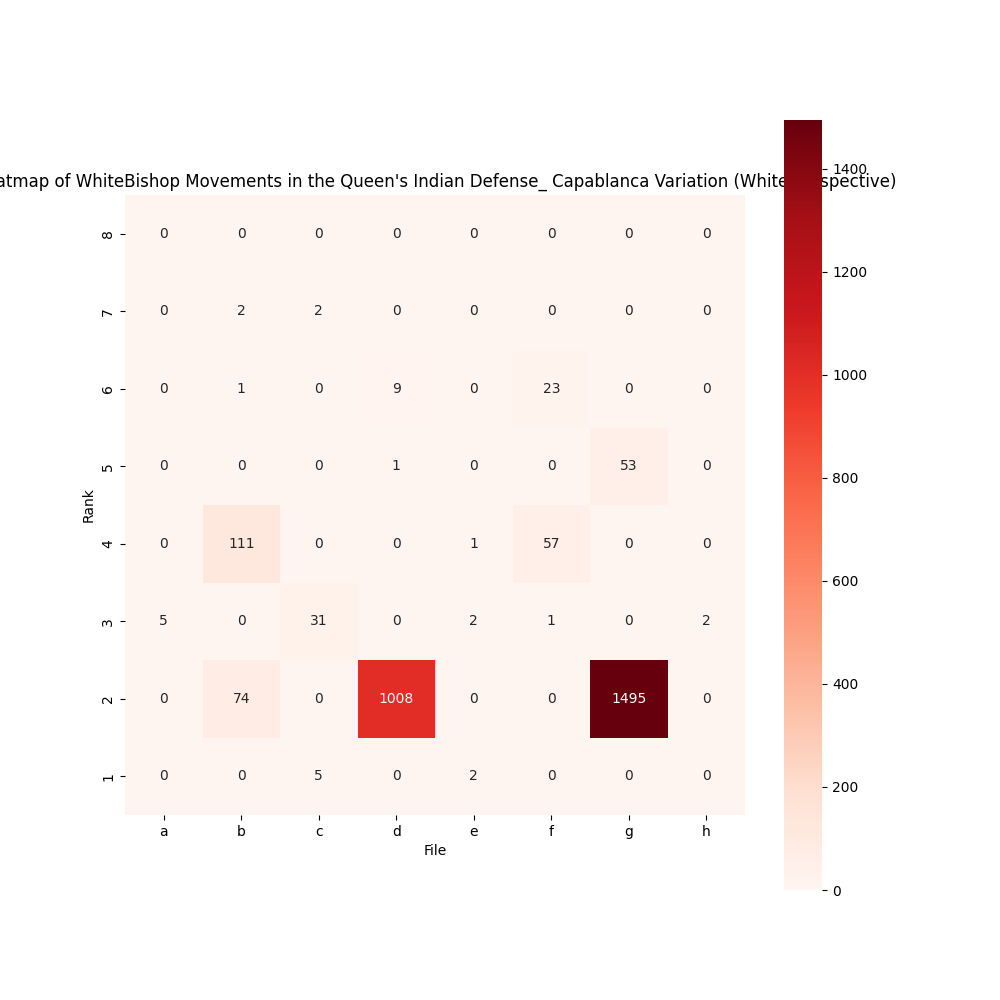 atmap of WhiteBishop Movements in the Queen's Indian Defense_ Capablanca Variation (White spective)
8 0 0 0 0 0 0 0 0
7 0 2 2 0 0 0 0 0
6 0 1 0 9 0 23 0 0
5 0 0 0 1 0 0 53 0
4 0 111 0 0 1 57 0 0
3 5 0 31 0 2 1 0 2
2 0 74 0 1008 0 0 1495 0
1 0 0 5 0 2 0 0 0
a b c d e f g h
File
Rank
1400
1200
1000
800
600
400
200
0